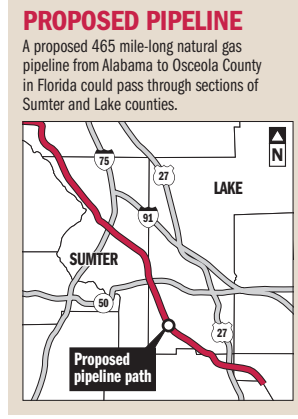 PROPOSED PIPELINE
A proposed 465 mile-long natural gas
pipeline from Alabama to Osceola County
in Florida could pass through sections of
Sumter and Lake counties.
N
75
27
LAKE
91
SUMTER
50
27
Proposed
pipeline path